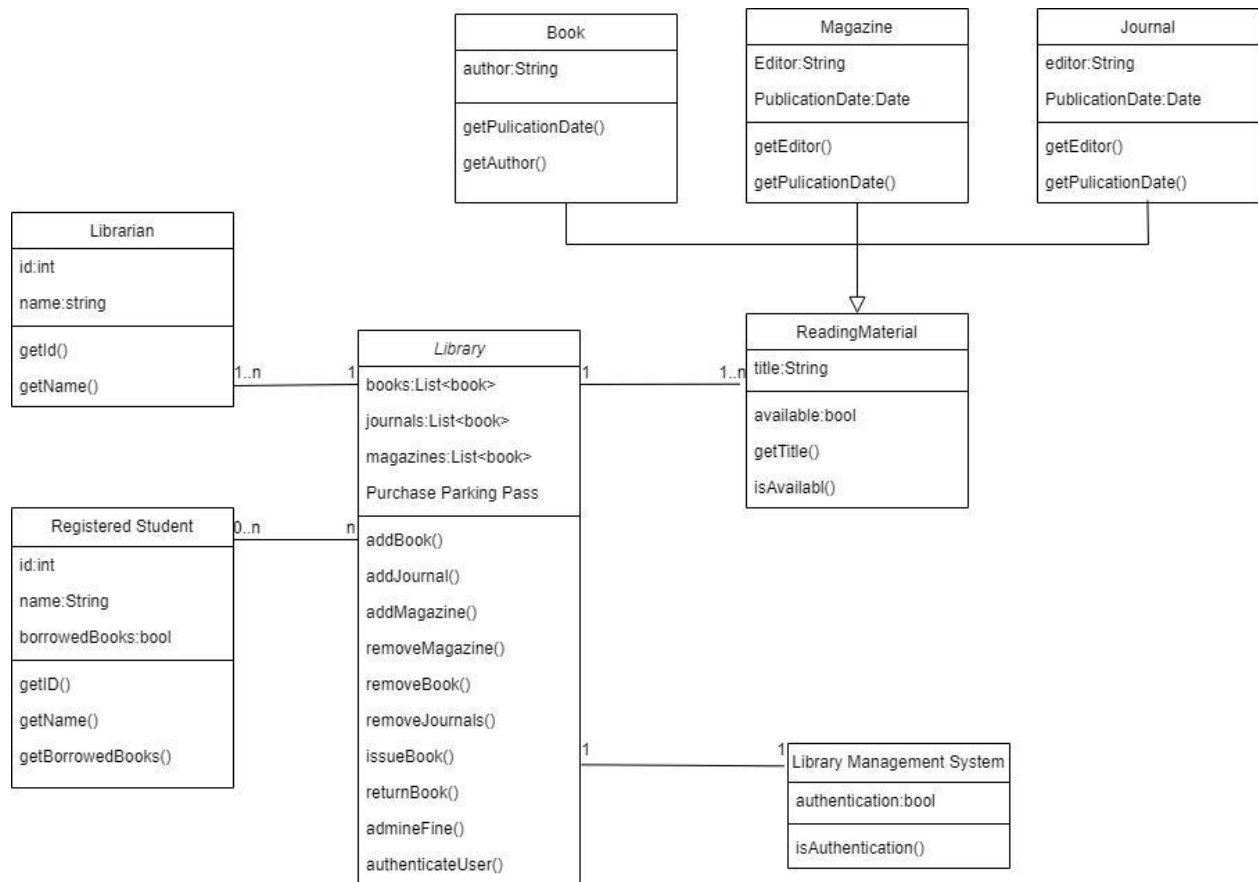 Book
author:String
getPulicationDate()
getAuthor()
Magazine
Editor:String
PublicationDate:Date
getEditor()
getPulicationDate()
Journal
editor:String
PublicationDate:Date
getEditor()
getPulicationDate()
Librarian
id:int
name:string
getId()
getName()
1..n
1
Library
books:List<book>
journals:List<book>
magazines:List<book>
Purchase Parking Pass
addBook()
addJournal()
addMagazine()
removeMagazine()
removeBook()
removeJournals()
issueBook()
returnBook()
admineFine()
authenticateUser()
1
1..n
ReadingMaterial
title:String
available:bool
getTitle()
isAvailabl()
Registered Student
id:int
name:String
borrowedBooks:bool
getID()
getName()
getBorrowedBooks()
0..n
n
1
1
Library Management System
authentication:bool
isAuthentication()